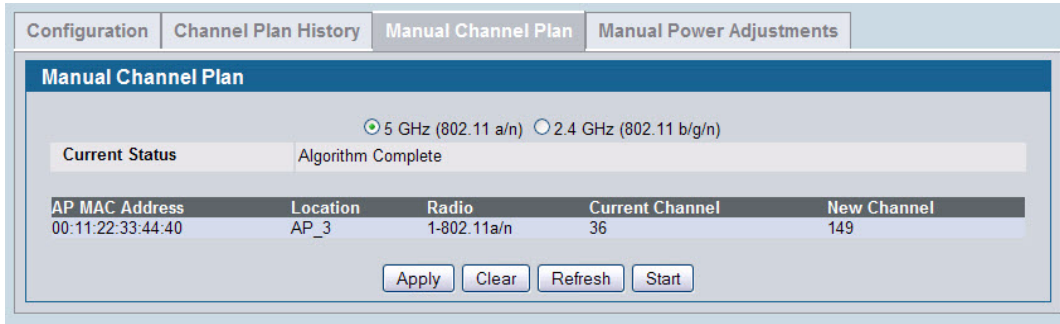 Configuration Channel Plan History Manual Channel Plan Manual Power Adjustments
Manual Channel Plan
5 GHz (802.11 a/n) 2.4 GHz (802.11 b/g/n)
Current Status Algorithm Complete
AP MAC Address Location Radio Current Channel New Channel
00:11:22:33:44:40 AP_3 1-802.11a/n 36 149
Apply Clear Refresh Start